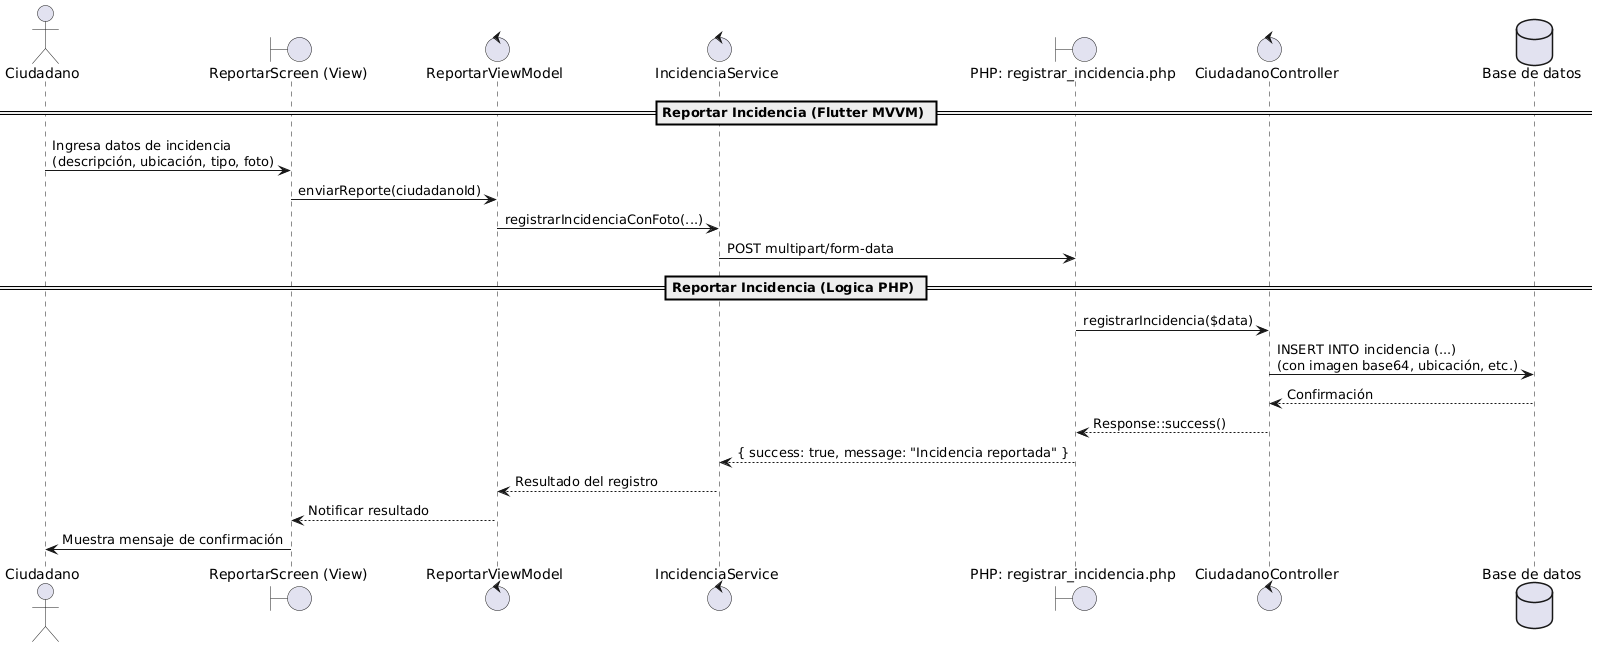 Ciudadano
ReportarScreen (View)
ReportarViewModel
IncidenciaService
PHP: registrar_incidencia.php
CiudadanoController
Base de datos
Reportar Incidencia (Flutter MVVM)
Ingresa datos de incidencia
(descripción, ubicación, tipo, foto)
enviarReporte(ciudadanoId)
registrarIncidenciaConFoto(...)
POST multipart/form-data
Reportar Incidencia (Logica PHP)
registrarIncidencia($data)
INSERT INTO incidencia (...)
(con imagen base64, ubicación, etc.)
Confirmación
Response::success()
{ success: true, message: "Incidencia reportada" }
Resultado del registro
Notificar resultado
Muestra mensaje de confirmación
Ciudadano
ReportarScreen (View)
ReportarViewModel
IncidenciaService
PHP: registrar_incidencia.php
CiudadanoController
Base de datos